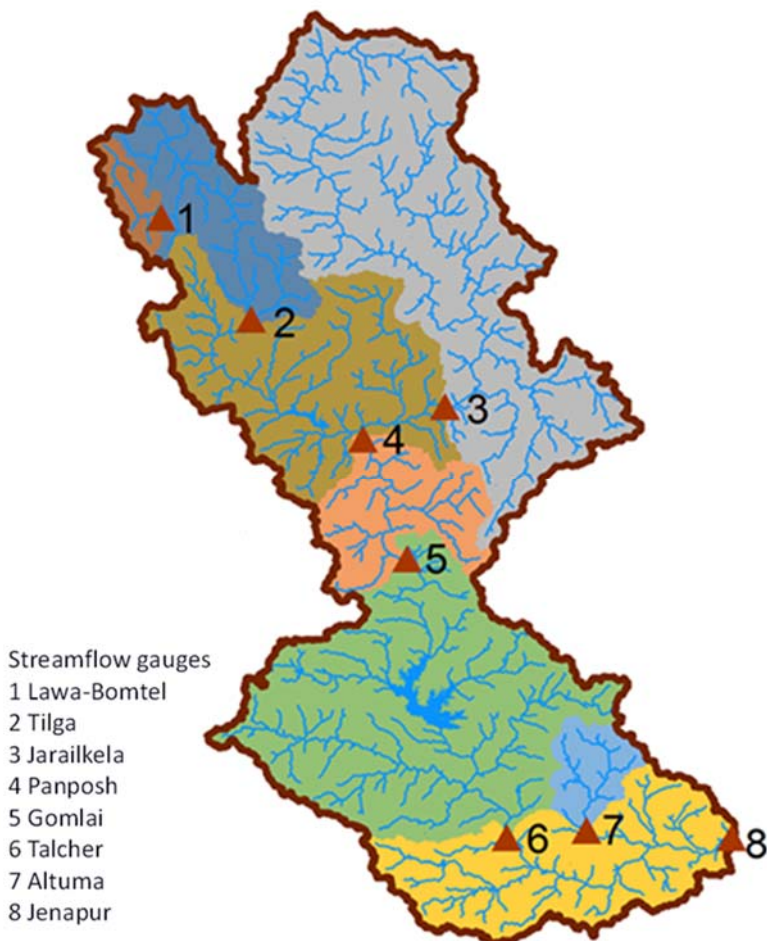 1
2
3
4
5
6
7
8
Streamflow gauges
1 Lawa-Bomtel
2 Tilga
3 Jarailkela
4 Panposh
5 Gomlai
6 Talcher
7 Altuma
8 Jenapur